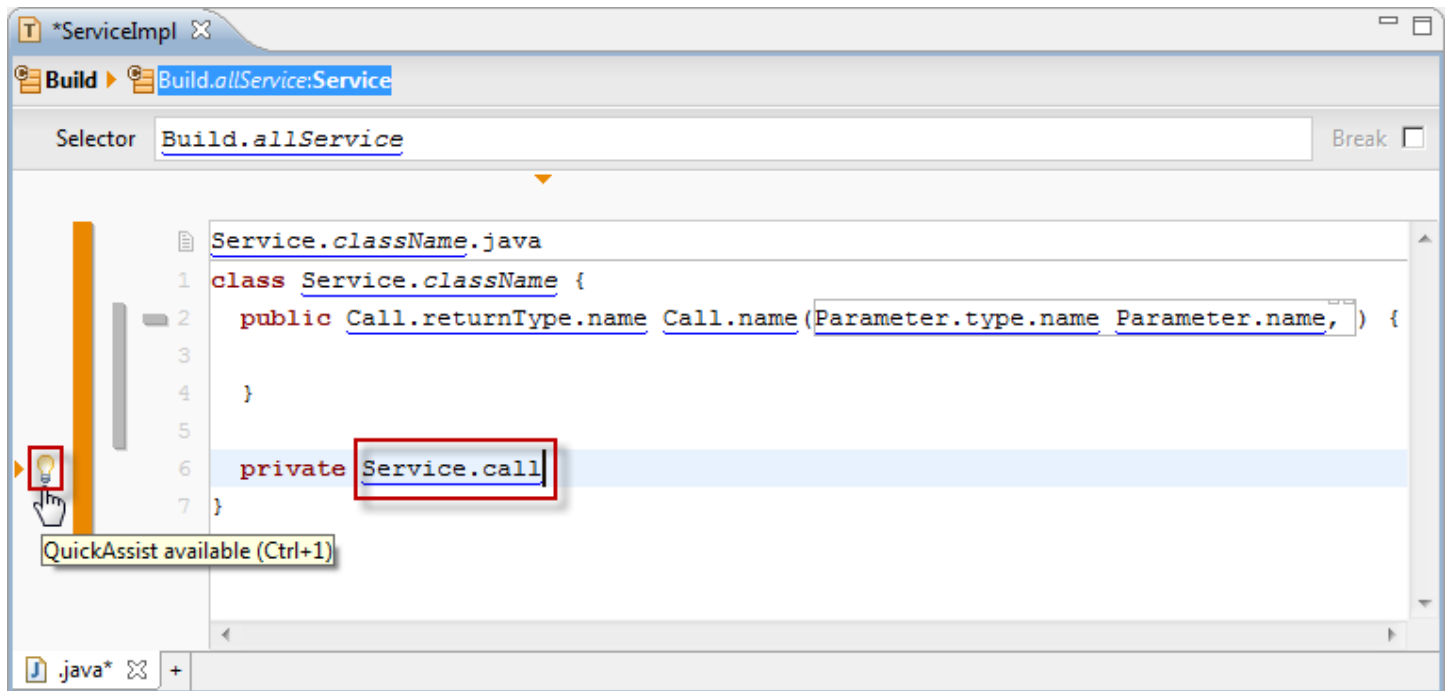 *ServiceImpl
Build Build.allService:Service
Selector Build.allService Break
Service.className.java
1 class Service.className {
2 public Call.returnType.name Call.name(Parameter.type.name Parameter.name, ) {
3
4 }
5
6 private Service.call
7 }
QuickAssist available (Ctrl+1)
.java* +